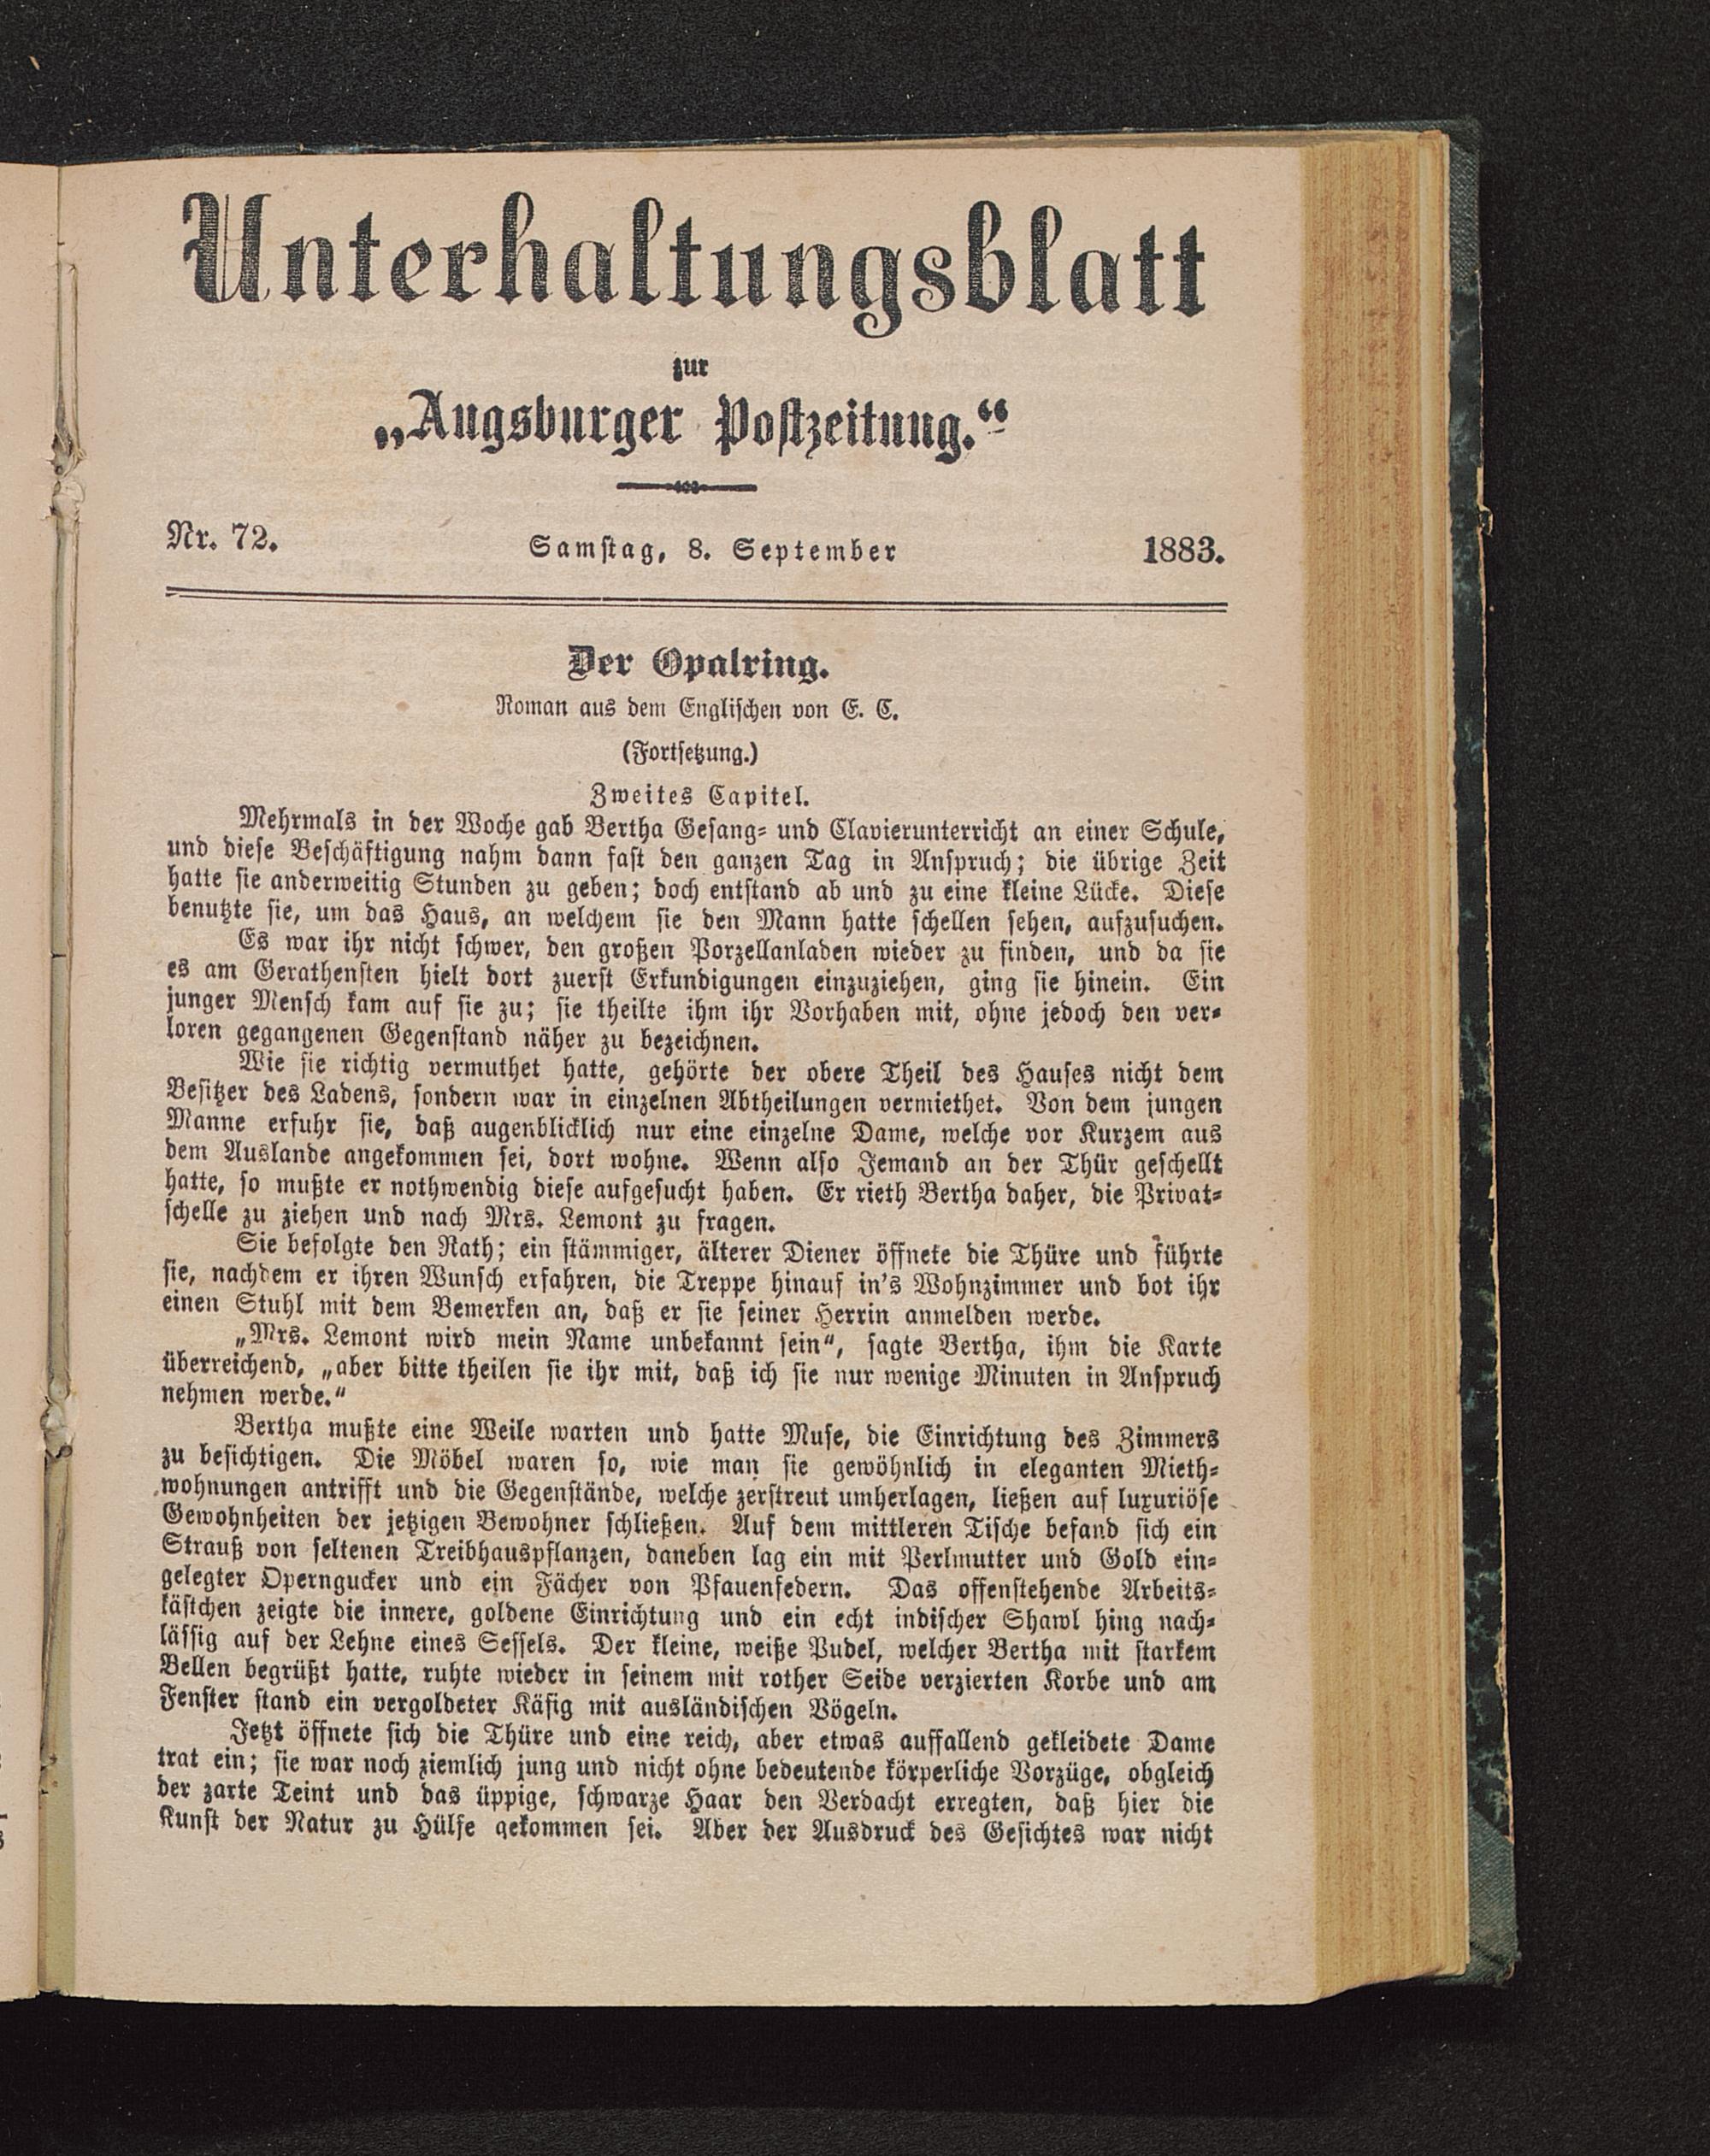 Unterhaltungsblatt
zur
„Augsburger Postzeitung.“
Nr. 72.
Samstag, 8. September
1883.
Der Opalring.
Roman aus dem Englischen von E. C.
(Fortsetzung.)
Zweites Capitel.
Mehrmals in der Woche gab Bertha Gesang- und Clavierunterricht an einer Schule,
und diese Beschäftigung nahm dann fast den ganzen Tag in Anspruch; die übrige Zeit
hatte sie anderweitig Stunden zu geben; doch entstand ab und zu eine kleine Lücke. Diese
benutzte sie, um das Haus, an welchem sie den Mann hatte schellen sehen, aufzusuchen.
Es war ihr nicht schwer, den großen Porzellanladen wieder zu finden, und da sie
es am Gerathensten hielt dort zuerst Erkundigungen einzuziehen, ging sie hinein. Ein
junger Mensch kam auf sie zu; sie theilte ihm ihr Vorhaben mit, ohne jedoch den ver-
loren gegangenen Gegenstand näher zu bezeichnen.
Wie sie richtig vermuthet hatte, gehörte der obere Theil des Hauses nicht dem
Besitzer des Ladens, sondern war in einzelnen Abtheilungen vermiethet. Von dem jungen
Manne erfuhr sie, daß augenblicklich nur eine einzelne Dame, welche vor Kurzem aus
dem Auslande angekommen sei, dort wohne. Wenn also Jemand an der Thür geschellt
hatte, so mußte er nothwendig diese aufgesucht haben. Er rieth Bertha daher, die Privat-
schelle zu ziehen und nach Mrs. Lemont zu fragen.
Sie befolgte den Rath; ein stämmiger, älterer Diener öffnete die Thüre und führte
sie, nachdem er ihren Wunsch erfahren, die Treppe hinauf in's Wohnzimmer und bot ihr
einen Stuhl mit dem Bemerken an, daß er sie seiner Herrin anmelden werde.
„Mrs. Lemont wird mein Name unbekannt sein“, sagte Bertha, ihm die Karte
überreichend, „aber bitte theilen sie ihr mit, daß ich sie nur wenige Minuten in Anspruch
nehmen werde.“
Bertha mußte eine Weile warten und hatte Muse, die Einrichtung des Zimmers
zu besichtigen. Die Möbel waren so, wie man sie gewöhnlich in eleganten Mieth-
wohnungen antrifft und die Gegenstände, welche zerstreut umherlagen, ließen auf luxuriöse
Gewohnheiten der jetzigen Bewohner schließen. Auf dem mittleren Tische befand sich ein
Strauß von seltenen Treibhauspflanzen, daneben lag ein mit Perlmutter und Gold ein-
gelegter Operngucker und ein Fächer von Pfauenfedern. Das offenstehende Arbeits-
kästchen zeigte die innere, goldene Einrichtung und ein echt indischer Shawl hing nach-
lässig auf der Lehne eines Sessels. Der kleine, weiße Pudel, welcher Bertha mit starkem
Bellen begrüßt hatte, ruhte wieder in seinem mit rother Seide verzierten Korbe und am
Fenster stand ein vergoldeter Käfig mit ausländischen Vögeln.
Jetzt öffnete sich die Thüre und eine reich, aber etwas auffallend gekleidete Dame
trat ein; sie war noch ziemlich jung und nicht ohne bedeutende körperliche Vorzüge, obgleich
der zarte Teint und das üppige, schwarze Haar den Verdacht erregten, daß hier die
Kunst der Natur zu Hülfe gekommen sei. Aber der Ausdruck des Gesichtes war nicht